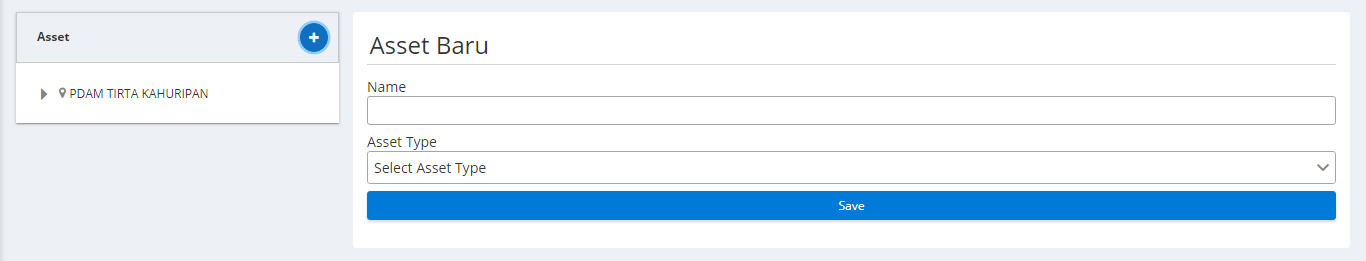 Asset
PDAM TIRTA KAHURIPAN
Asset Baru
Name
Asset Type
Select Asset Type
Save